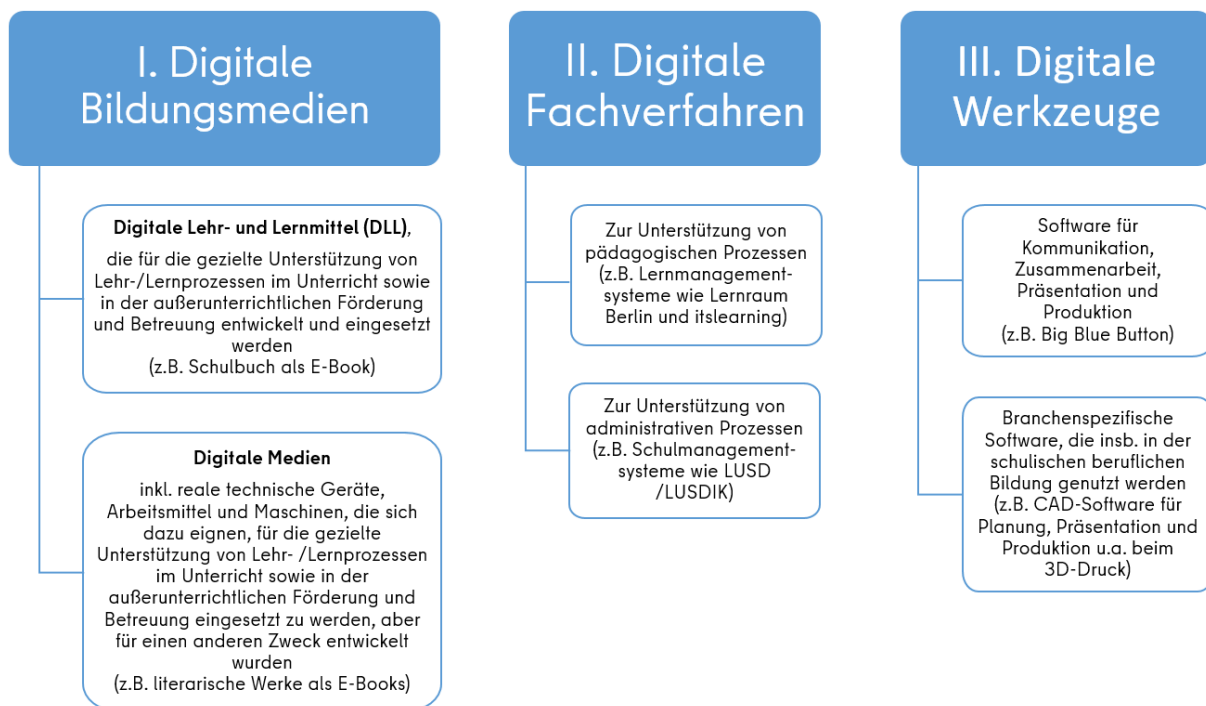 I. Digitale
Bildungsmedien
Digitale Lehr- und Lernmittel (DLL),
die für die gezielte Unterstützung von
Lehr-/Lernprozessen im Unterricht sowie
in der außerunterrichtlichen Förderung
und Betreuung entwickelt und eingesetzt
werden
(z.B. Schulbuch als E-Book)
Digitale Medien
inkl. reale technische Geräte,
Arbeitsmittel und Maschinen, die sich
dazu eignen, für die gezielte
Unterstützung von Lehr- /Lernprozessen
im Unterricht sowie in der
außerunterrichtlichen Förderung und
Betreuung eingesetzt zu werden, aber
für einen anderen Zweck entwickelt
wurden
(z.B. literarische Werke als E-Books)
II. Digitale
Fachverfahren
Zur Unterstützung von
pädagogischen Prozessen
(z.B. Lernmanagement-
systeme wie Lernraum
Berlin und itslearning)
Zur Unterstützung von
administrativen Prozessen
(z.B. Schulmanagement-
systeme wie LUSD
/LUSDIK)
III. Digitale
Werkzeuge
Software für
Kommunikation,
Zusammenarbeit,
Präsentation und
Produktion
(z.B. Big Blue Button)
Branchenspezifische
Software, die insb. in der
schulischen beruflichen
Bildung genutzt werden
(z.B. CAD-Software für
Planung, Präsentation und
Produktion u.a. beim
3D-Druck)